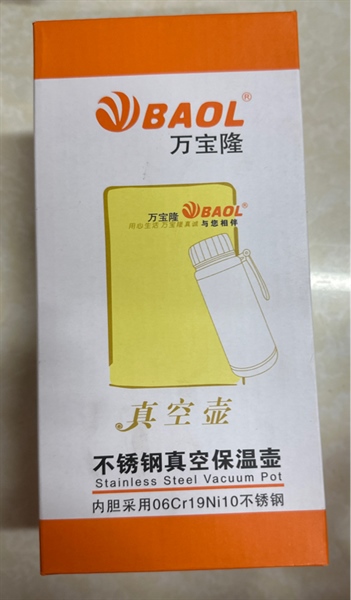 BAOL®
万宝隆
万宝隆 BAOL®
用心生活 万宝隆真诚 与您相伴
真空壶
不锈钢真空保温壶
Stainless Steel Vacuum Pot
内胆采用06Cr19Ni10不锈钢